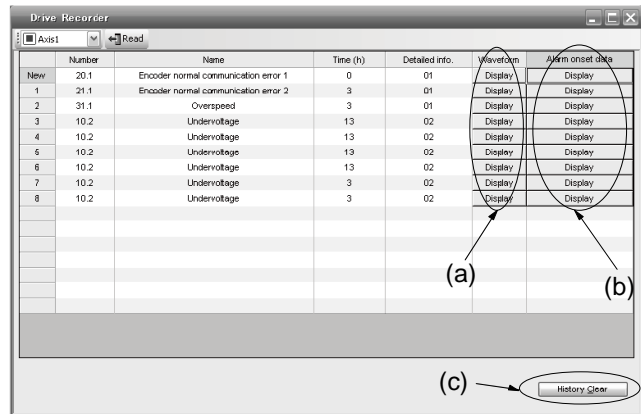 Drive Recorder
Axis1 Read
Number Name Time (h) Detailed info. Waveform Alarm onset data
New 20.1 Encoder normal communication error 1 0 01 Display Display
1 21.1 Encoder normal communication error 2 3 01 Display Display
2 31.1 Overspeed 3 01 Display Display
3 10.2 Undervoltage 13 02 Display Display
4 10.2 Undervoltage 13 02 Display Display
5 10.2 Undervoltage 13 02 Display Display
6 10.2 Undervoltage 13 02 Display Display
7 10.2 Undervoltage 3 02 Display Display
8 10.2 Undervoltage 3 02 Display Display
(a)
(b)
(c)
History Clear